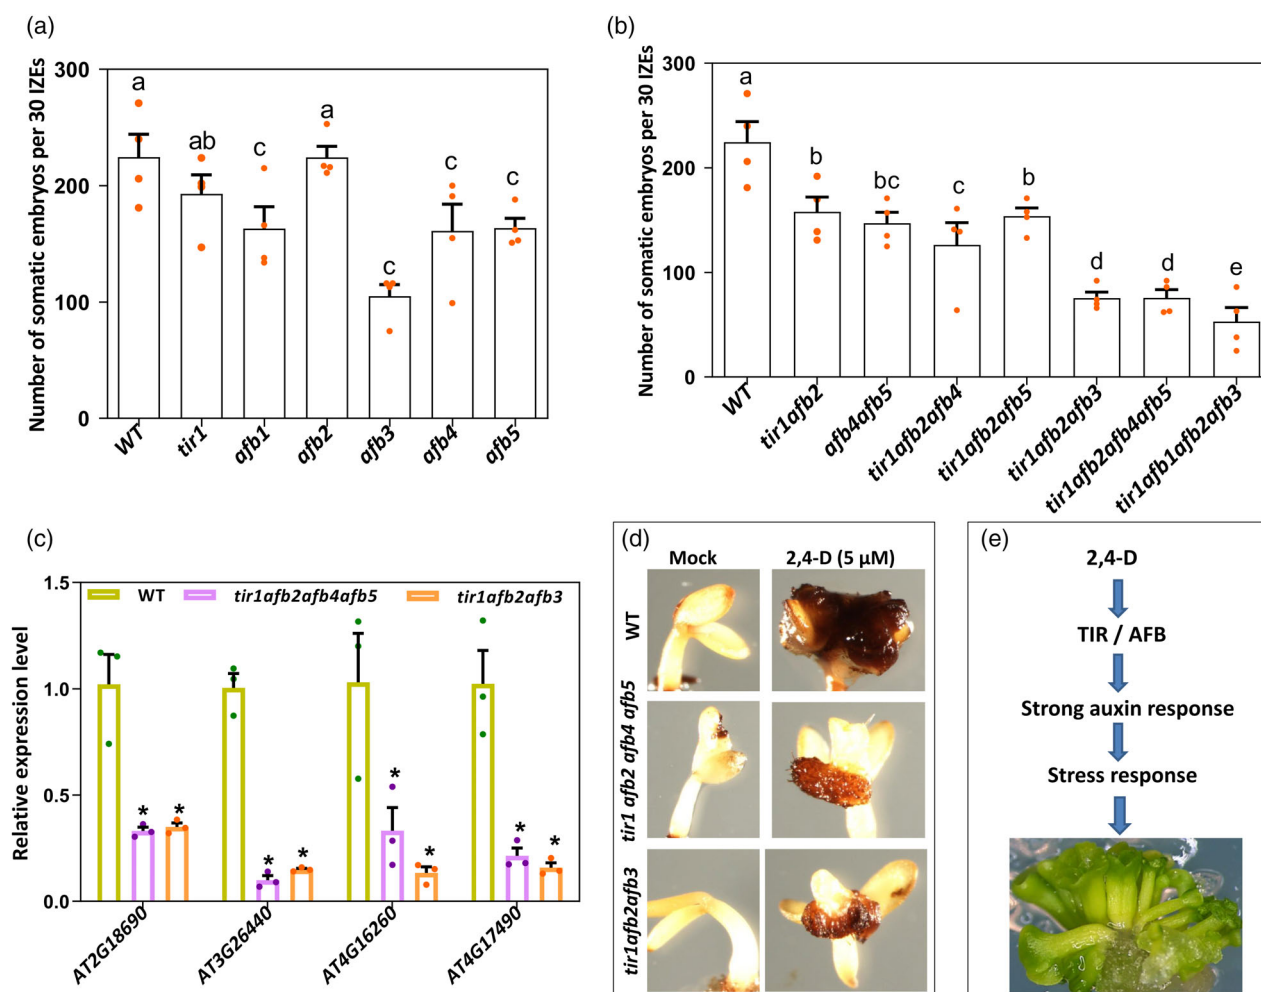 (a)
Number of somatic embryos per 30 IZEs
300
200
100
0
a
ab
c
a
c
c
c
WT
tir1
afb1
afb2
afb3
afb4
afb5
(b)
Number of somatic embryos per 30 IZEs
300
200
100
0
a
b
bc
c
b
d
d
e
WT
tir1afb2
afb4afb5
tir1afb2afb4
tir1afb2afb5
tir1afb2afb3
tir1afb2afb4afb5
tir1afb1afb2afb3
(c)
Relative expression level
1.5
1.0
0.5
0.0
WT
tir1afb2afb4afb5
tir1afb2afb3
* *
* *
* *
* *
AT2G18690
AT3G26440
AT4G16260
AT4G17490
(d)
Mock
2,4-D (5 µM)
WT
tir1 afb2 afb4 afb5
tir1afb2afb3
(e)
2,4-D
TIR / AFB
Strong auxin response
Stress response